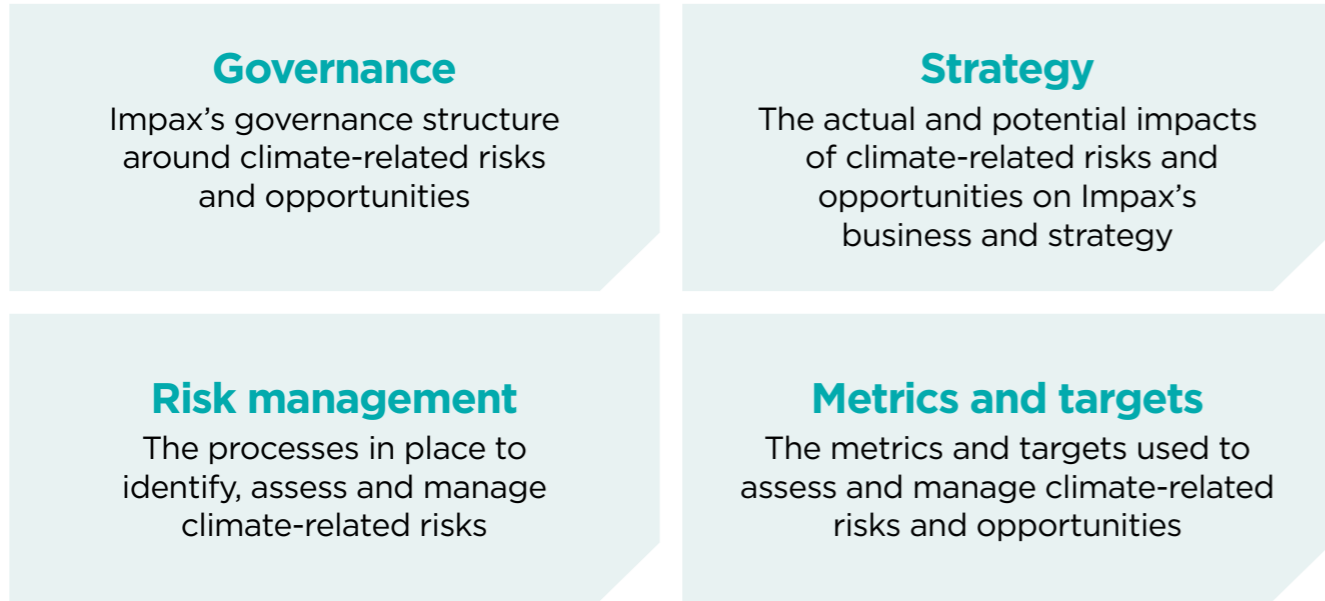 Governance
Impax’s governance structure
around climate-related risks
and opportunities
Strategy
The actual and potential impacts
of climate-related risks and
opportunities on Impax’s
business and strategy
Risk management
The processes in place to
identify, assess and manage
climate-related risks
Metrics and targets
The metrics and targets used to
assess and manage climate-related
risks and opportunities